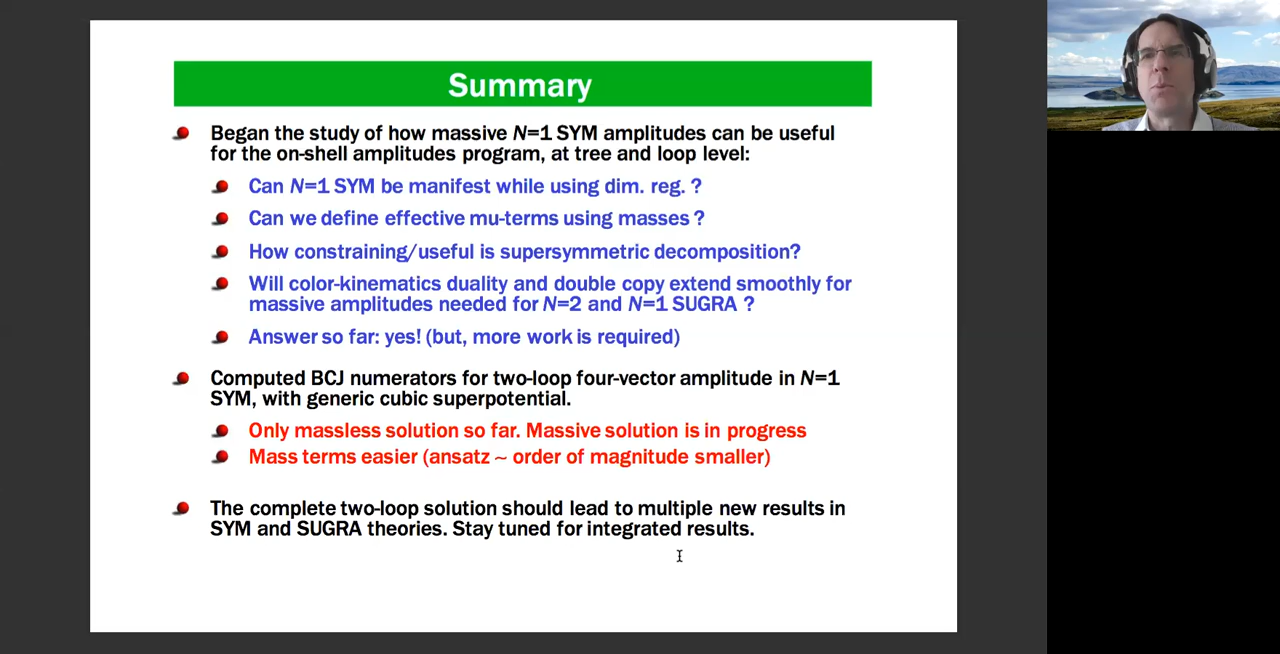 Summary
Began the study of how massive N=1 SYM amplitudes can be useful
for the on-shell amplitudes program, at tree and loop level:
Can N=1 SYM be manifest while using dim. reg. ?
Can we define effective mu-terms using masses ?
How constraining/useful is supersymmetric decomposition?
Will color-kinematics duality and double copy extend smoothly for
massive amplitudes needed for N=2 and N=1 SUGRA ?
Answer so far: yes! (but, more work is required)
Computed BCJ numerators for two-loop four-vector amplitude in N=1
SYM, with generic cubic superpotential.
Only massless solution so far. Massive solution is in progress
Mass terms easier (ansatz ~ order of magnitude smaller)
The complete two-loop solution should lead to multiple new results in
SYM and SUGRA theories. Stay tuned for integrated results.